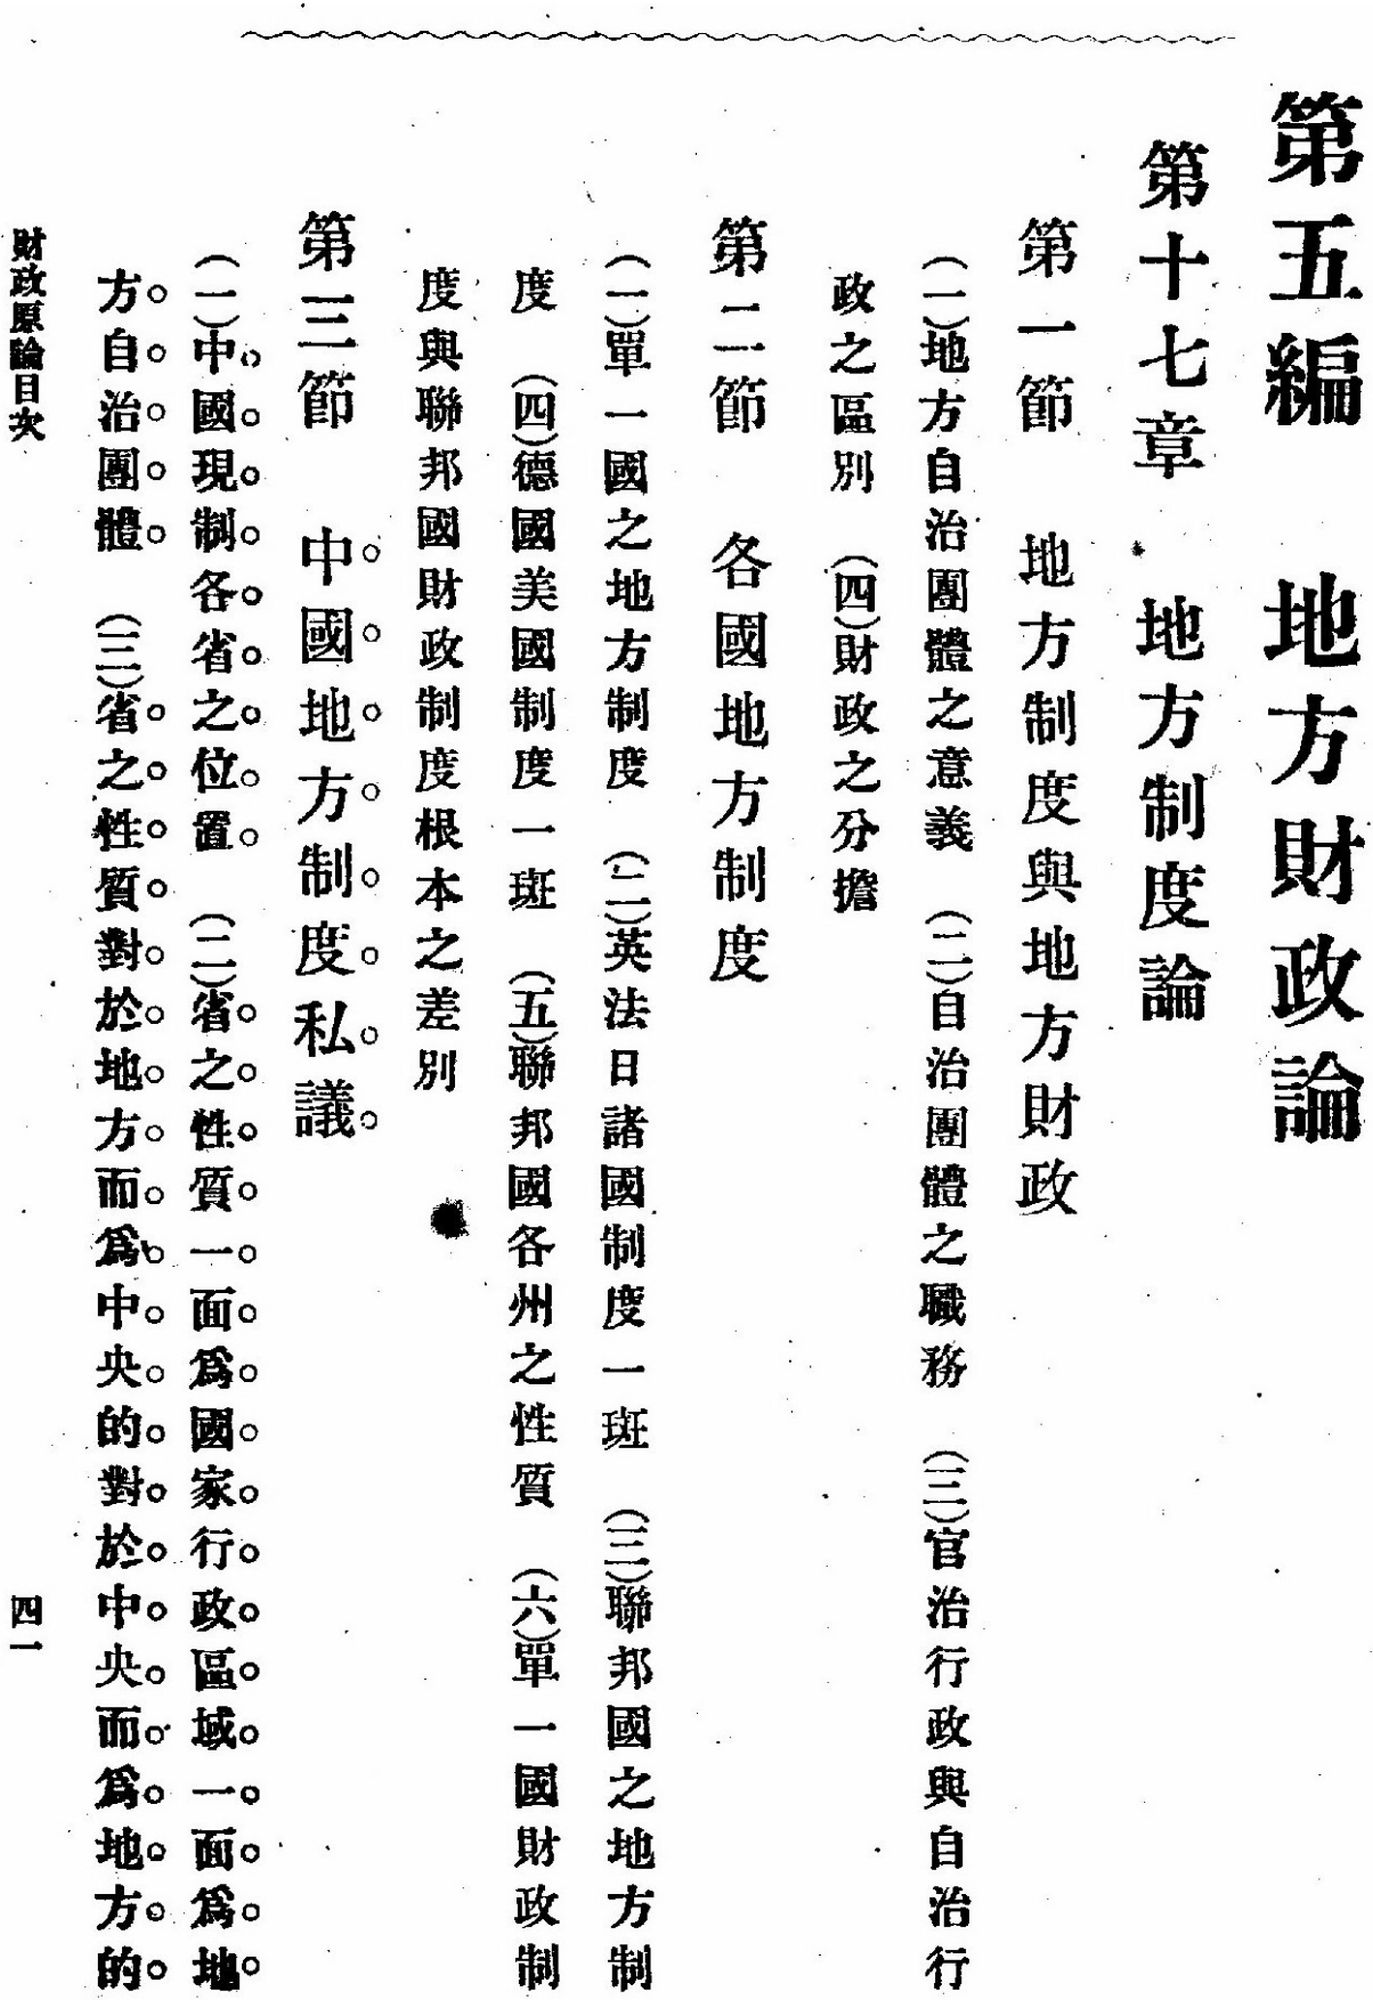 第五編　地方財政論
第十七章　地方制度論
第一節　地方制度與地方財政
(一)地方自治團體之意義　(二)自治團體之職務　(三)官治行政與自治行
政之區別　(四)財政之分擔
第二節　各國地方制度
(一)單一國之地方制度　(二)英法日諸國制度一斑　(三)聯邦國之地方制
度　(四)德國美國制度一斑　(五)聯邦國各州之性質　(六)單一國財政制
度與聯邦國財政制度根本之差別
第三節　中國地方制度私議
(一)中國現制各省之位置　(二)省之性質一面爲國家行政區域一面爲地
方自治團體　(三)省之性質對於地方而爲中央的對於中央而爲地方的
財政原論目次
四一